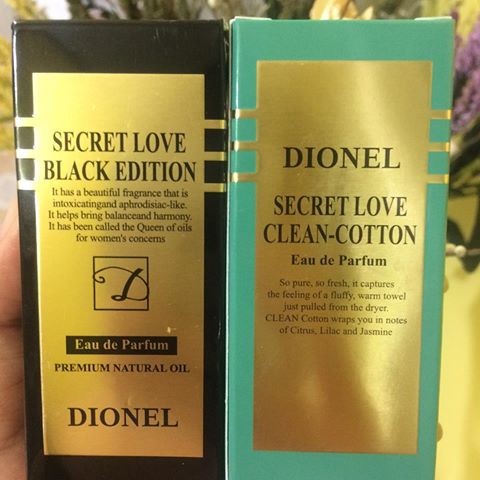 SECRET LOVE
BLACK EDITION
It has a beautiful fragrance that is
intoxicatingand aphrodisiac-like.
It helps bring balanceand harmony.
It has been called the Queen of oils
for women's concerns
D
Eau de Parfum
PREMIUM NATURAL OIL
DIONEL
DIONEL
SECRET LOVE
CLEAN-COTTON
Eau de Parfum
So pure, so fresh, it captures
the feeling of a fluffy, warm towel
just pulled from the dryer.
CLEAN Cotton wraps you in notes
of Citrus, Lilac and Jasmine